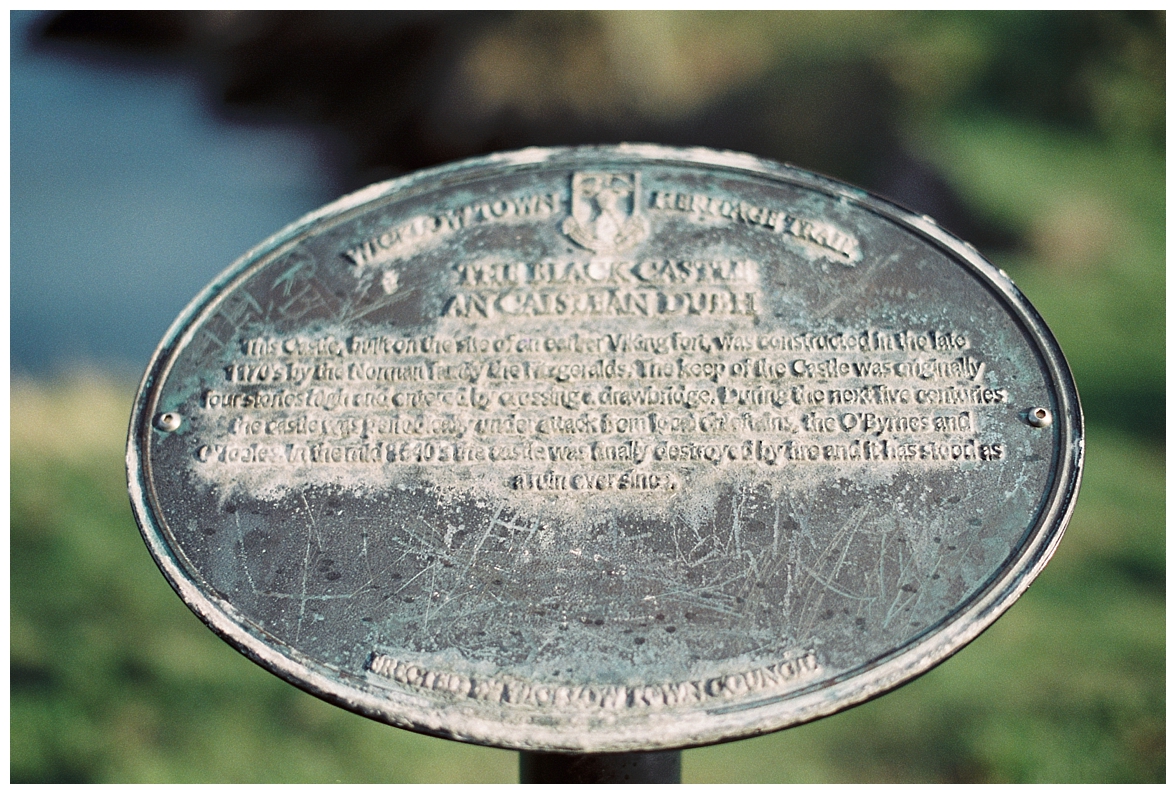 WICKLOW TOWN HERITAGE TRAIL
THE BLACK CASTLE
AN CAISLEAN DUBH
This Castle, built on the site of an earlier Viking fort, was constructed in the late
1170's by the Norman family the Fitzgeralds. The keep of the Castle was originally
four stories high and entered by crossing a drawbridge. During the next five centuries
the castle was periodically under attack from local chieftains, the O'Byrnes and
O'Tooles. In the mid 1640's the castle was finally destroyed by fire and it has stood as
a ruin ever since.
ERECTED BY WICKLOW TOWN COUNCIL